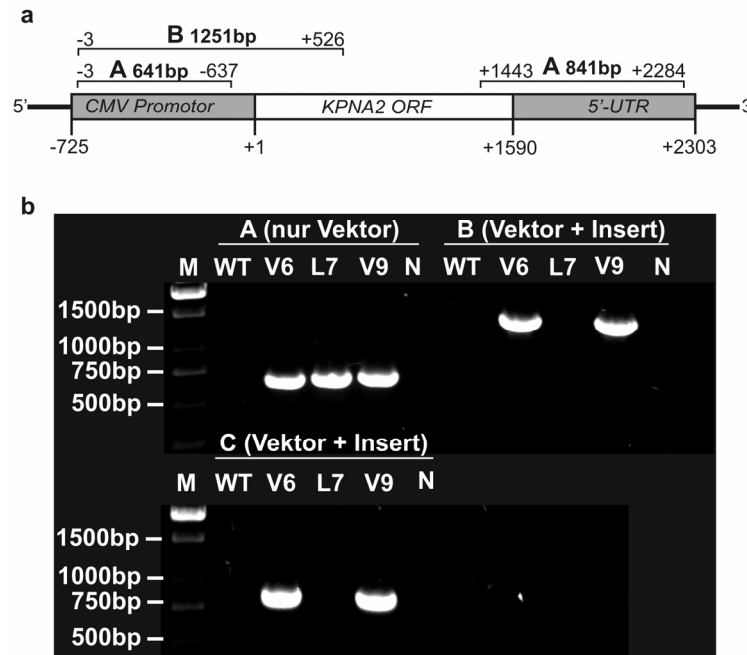 a
-3 B 1251bp +526
-3 A 641bp -637 +1443 A 841bp +2284
5’ CMV Promotor KPNA2 ORF 5’-UTR 3
-725 +1 +1590 +2303
b
A (nur Vektor) B (Vektor + Insert)
M WT V6 L7 V9 N WT V6 L7 V9 N
1500bp
1000bp
750bp
500bp
C (Vektor + Insert)
M WT V6 L7 V9 N
1500bp
1000bp
750bp
500bp